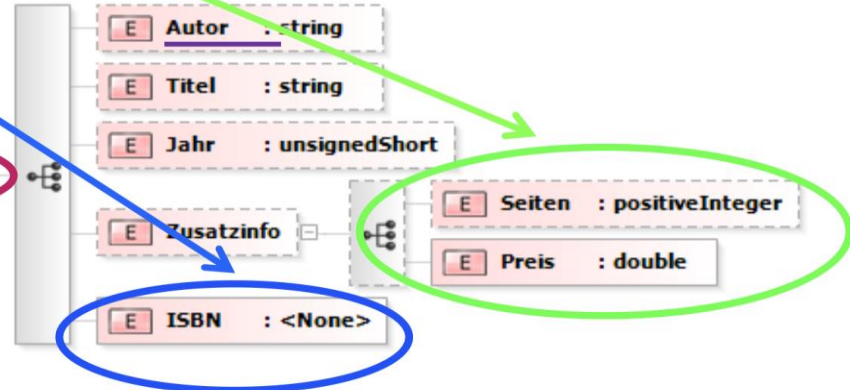 E Autor : string
E Titel : string
E Jahr : unsignedShort
E Zusatzinfo
E Seiten : positiveInteger
E Preis : double
E ISBN : <None>